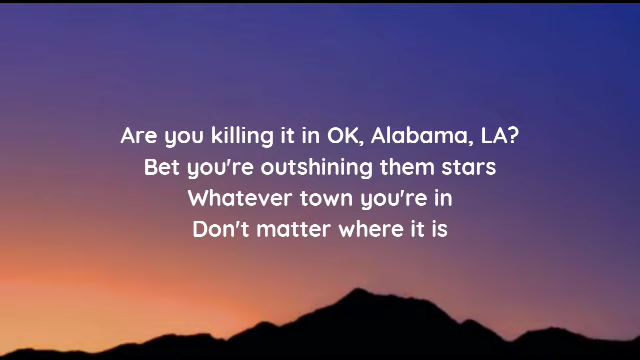 Are you killing it in OK, Alabama, LA?
Bet you're outshining them stars
Whatever town you're in
Don't matter where it is